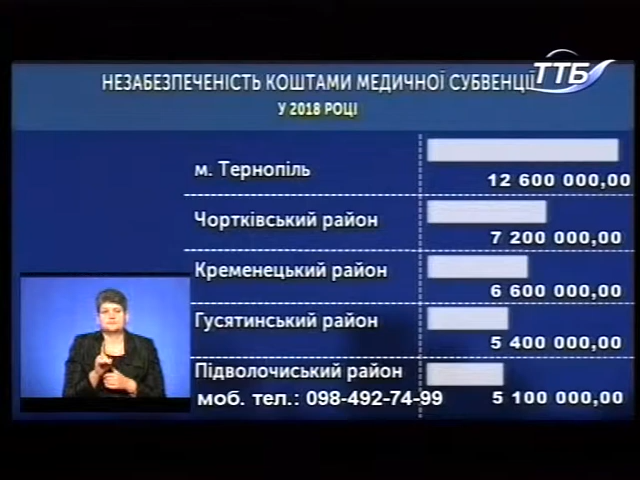 ТТБ
НЕЗАБЕЗПЕЧЕНІСТЬ КОШТАМИ МЕДИЧНОЇ СУБВЕНЦІЇ
У 2018 РОЦІ
м. Тернопіль 12 600 000,00
Чортківський район 7 200 000,00
Кременецький район 6 600 000,00
Гусятинський район 5 400 000,00
Підволочиський район 5 100 000,00
моб. тел.: 098-492-74-99